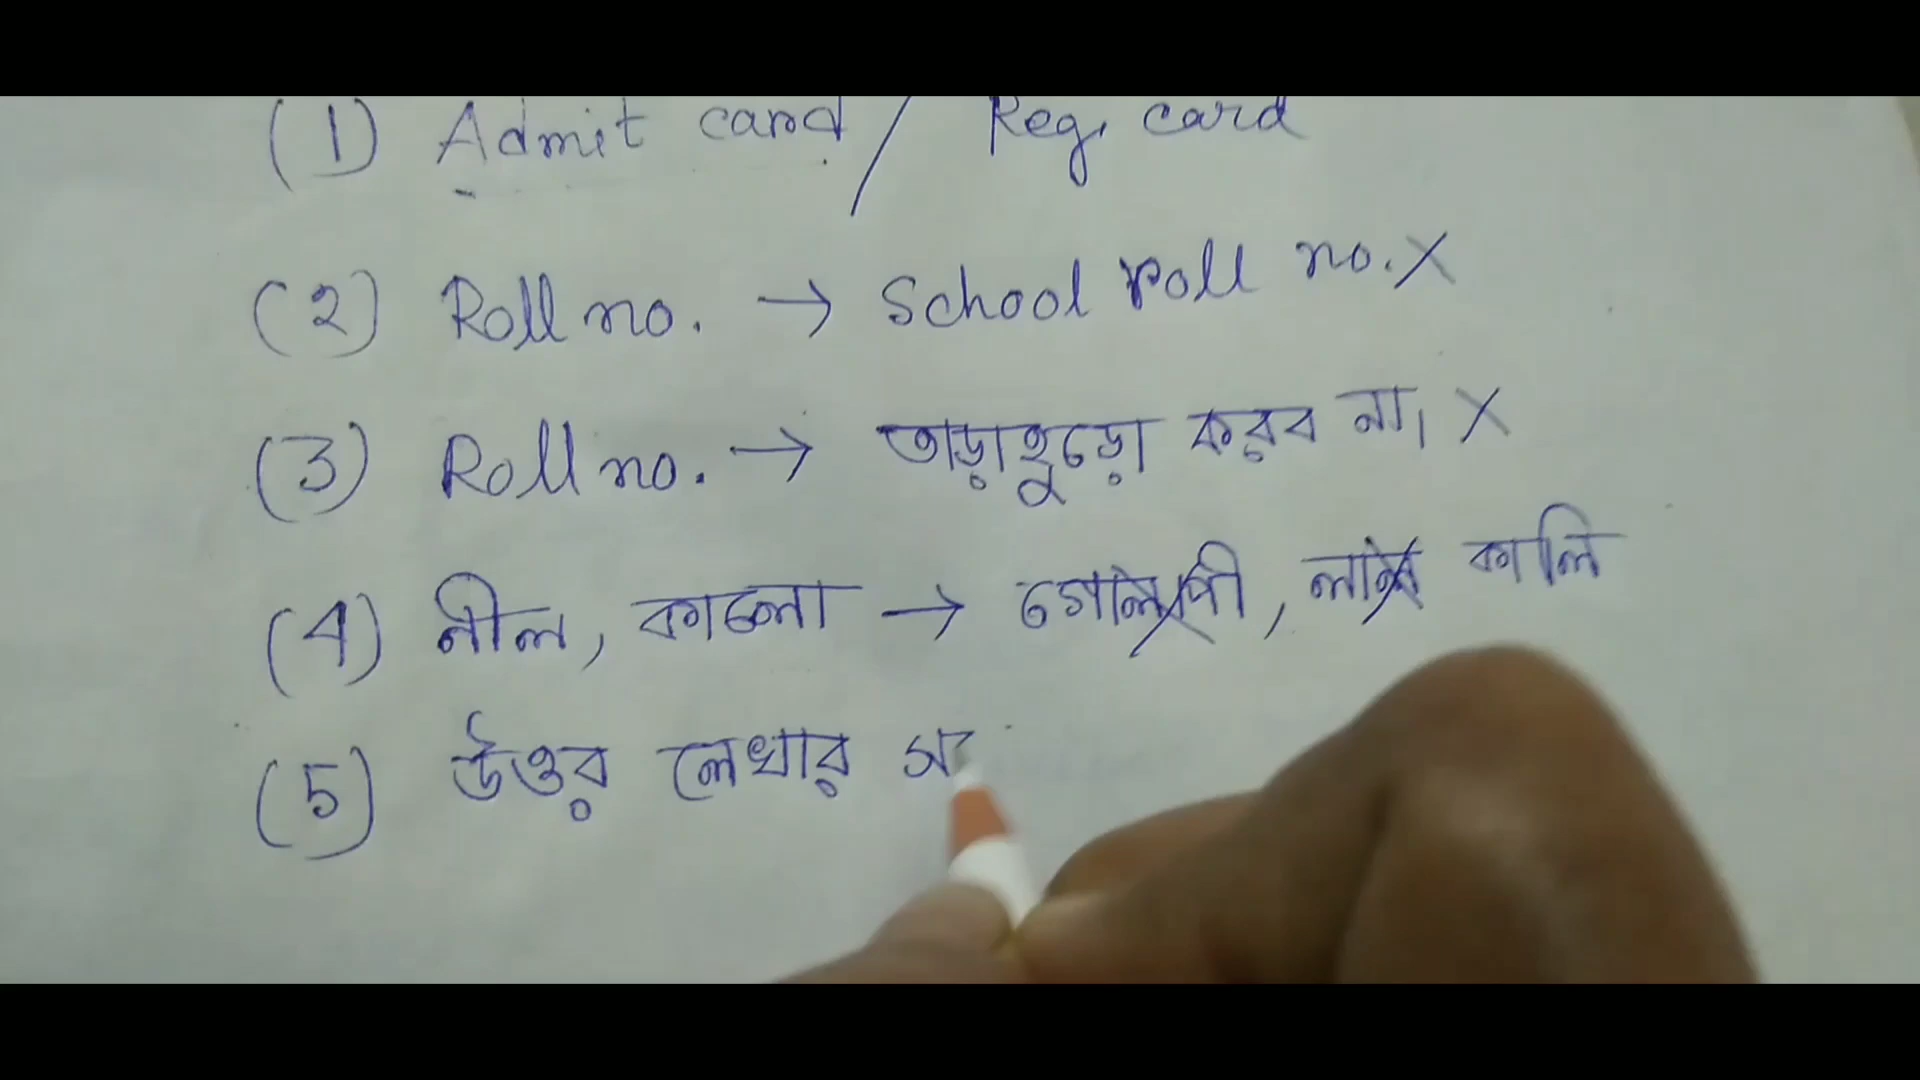 (1) Admit card / Reg. card
(2) Roll no. → School roll no. X
(3) Roll no. → তাড়াহুড়ো করব না। X
(4) নীল, কালো → গোলাপী, লাল কালি
(5) উত্তর লেখার স